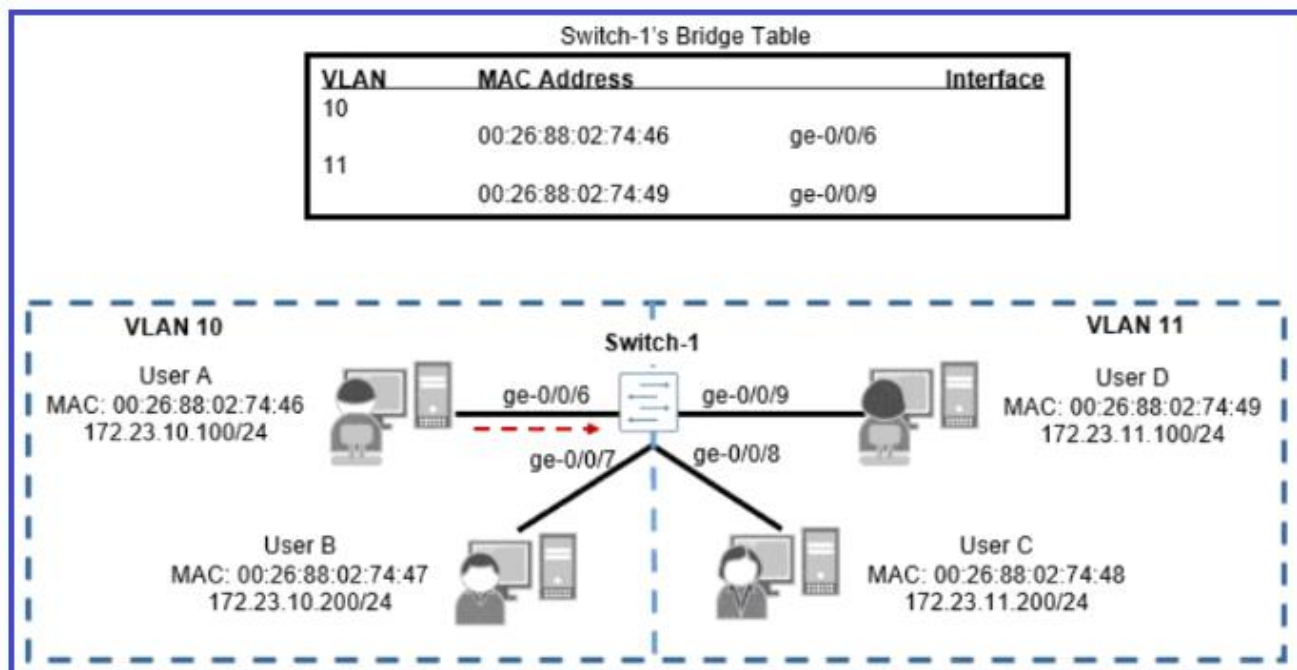 Switch-1's Bridge Table
VLAN MAC Address Interface
10
00:26:88:02:74:46 ge-0/0/6
11
00:26:88:02:74:49 ge-0/0/9
VLAN 10
VLAN 11
Switch-1
User A
MAC: 00:26:88:02:74:46
172.23.10.100/24
ge-0/0/6
ge-0/0/9
User D
MAC: 00:26:88:02:74:49
172.23.11.100/24
ge-0/0/7
ge-0/0/8
User B
MAC: 00:26:88:02:74:47
172.23.10.200/24
User C
MAC: 00:26:88:02:74:48
172.23.11.200/24